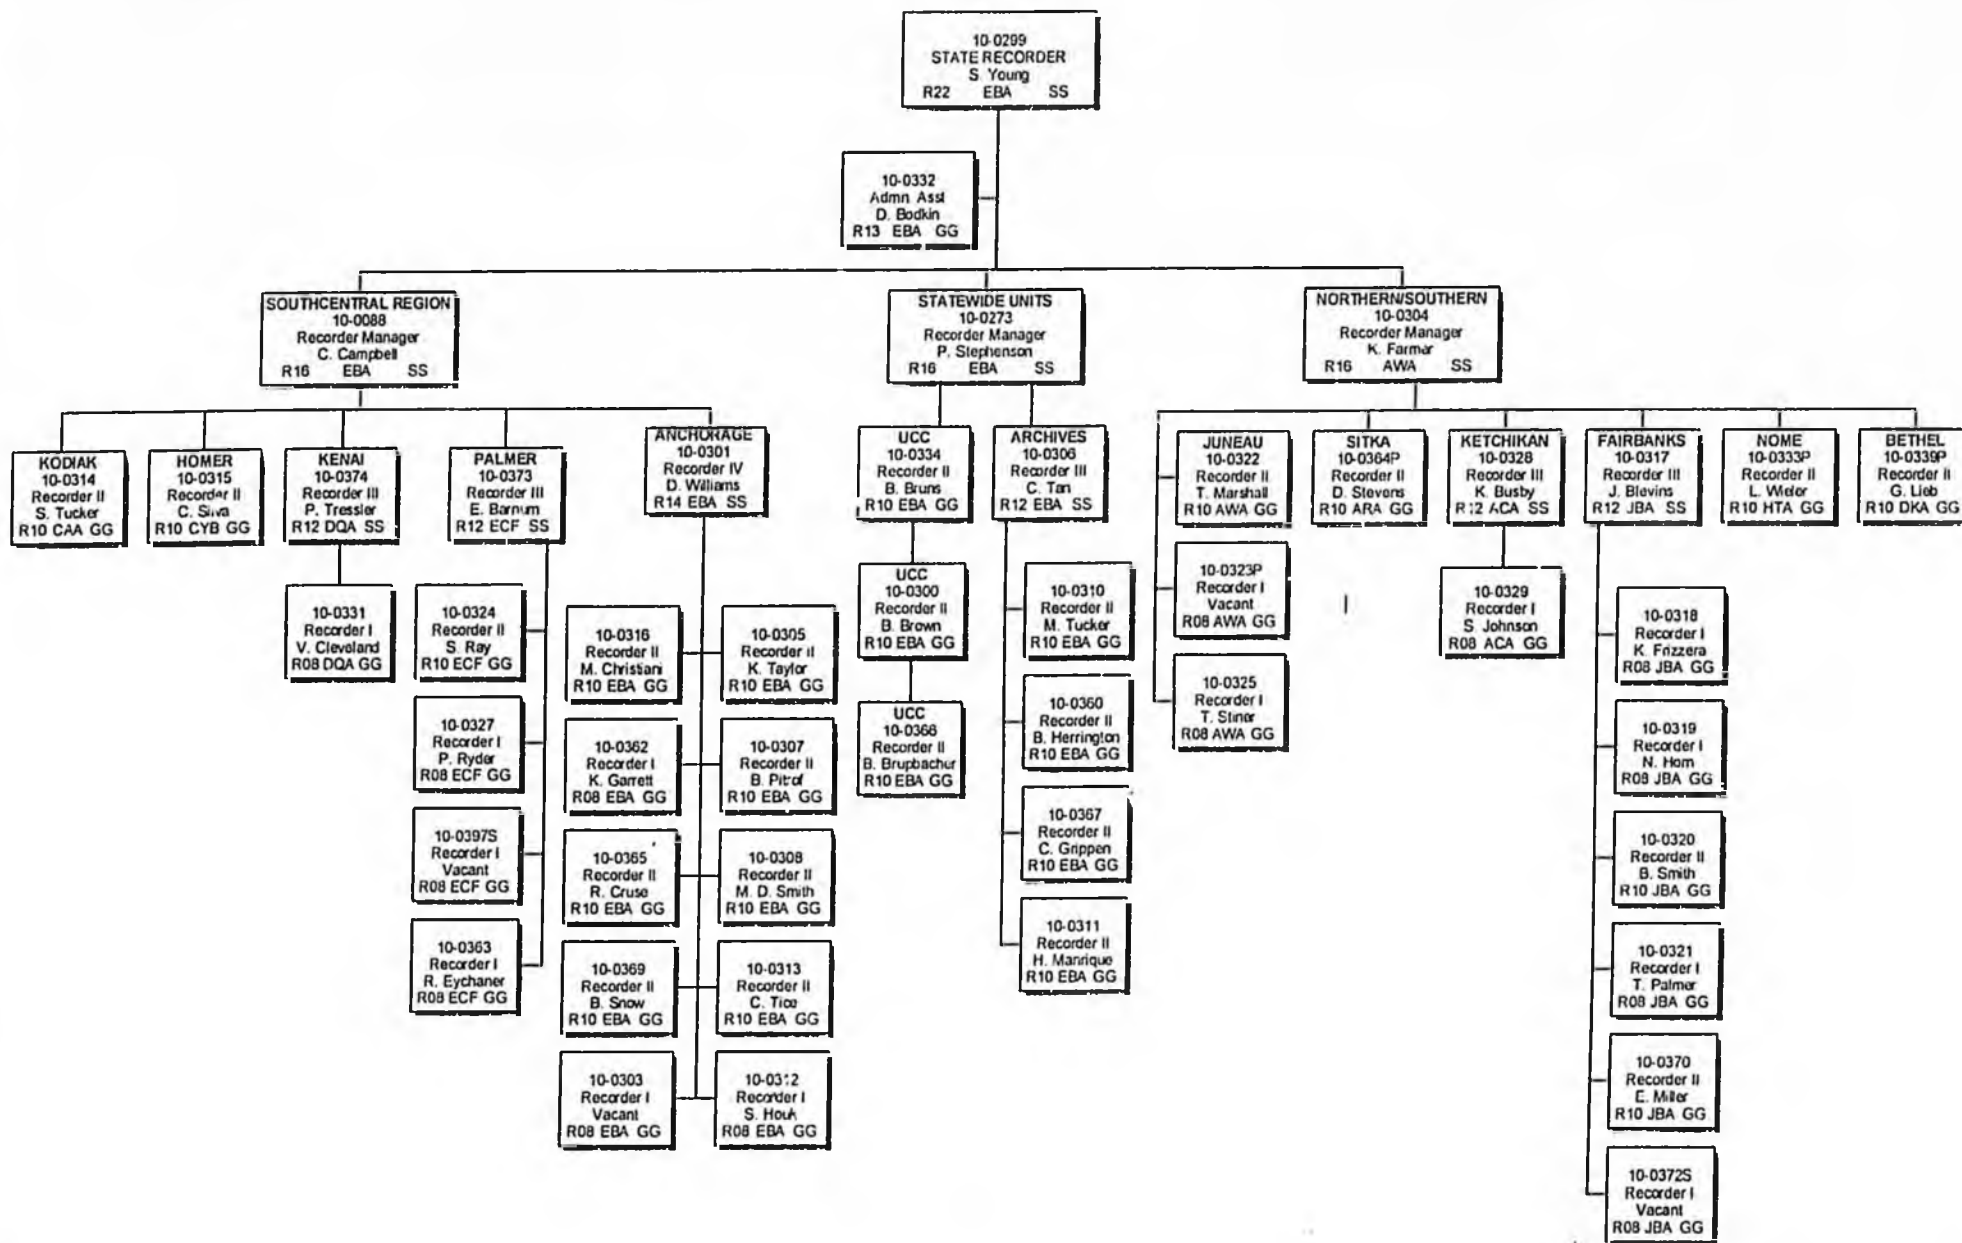 10-0299
STATE RECORDER
S. Young
R22 EBA SS
10-0332
Admn Asst
D. Bodkin
R13 EBA GG
SOUTHCENTRAL REGION
10-0088
Recorder Manager
C. Campbell
R16 EBA SS
STATEWIDE UNITS
10-0273
Recorder Manager
P. Stephenson
R16 EBA SS
NORTHERN/SOUTHERN
10-0304
Recorder Manager
K. Farmer
R16 AWA SS
KODIAK
10-0314
Recorder II
S. Tucker
R10 CAA GG
HOMER
10-0315
Recorder II
C. Silva
R10 CYB GG
KENAI
10-0374
Recorder III
P. Tressler
R12 DQA SS
10-0331
Recorder I
V. Cleveland
R08 DQA GG
PALMER
10-0373
Recorder III
E. Barnum
R12 ECF SS
10-0324
Recorder II
S. Ray
R10 ECF GG
10-0327
Recorder I
P. Ryder
R08 ECF GG
10-0397S
Recorder I
Vacant
R08 ECF GG
10-0363
Recorder I
R. Eychaner
R08 ECF GG
ANCHORAGE
10-0301
Recorder IV
D. Williams
R14 EBA SS
10-0316
Recorder II
M. Christiani
R10 EBA GG
10-0305
Recorder II
K. Taylor
R10 EBA GG
10-0362
Recorder I
K. Garrett
R08 EBA GG
10-0307
Recorder II
B. Pitrof
R10 EBA GG
10-0365
Recorder II
R. Cruse
R10 EBA GG
10-0308
Recorder II
M. D. Smith
R10 EBA GG
10-0369
Recorder II
B. Snow
R10 EBA GG
10-0313
Recorder II
C. Tice
R10 EBA GG
10-0303
Recorder I
Vacant
R08 EBA GG
10-0312
Recorder I
S. Houk
R08 EBA GG
UCC
10-0334
Recorder II
B. Bruns
R10 EBA GG
UCC
10-0300
Recorder II
B. Brown
R10 EBA GG
UCC
10-0366
Recorder II
B. Brupbacher
R10 EBA GG
ARCHIVES
10-0306
Recorder III
C. Tan
R12 EBA SS
10-0310
Recorder II
M. Tucker
R10 EBA GG
10-0360
Recorder II
B. Herrington
R10 EBA GG
10-0367
Recorder II
C. Grippen
R10 EBA GG
10-0311
Recorder II
H. Manrique
R10 EBA GG
JUNEAU
10-0322
Recorder II
T. Marshall
R10 AWA GG
10-0323P
Recorder I
Vacant
R08 AWA GG
10-0325
Recorder I
T. Stiner
R08 AWA GG
SITKA
10-0364P
Recorder II
D. Stevens
R10 ARA GG
KETCHIKAN
10-0328
Recorder III
K. Busby
R12 ACA SS
10-0329
Recorder I
S. Johnson
R08 ACA GG
FAIRBANKS
10-0317
Recorder III
J. Blevins
R12 JBA SS
10-0318
Recorder I
K. Frizzera
R08 JBA GG
10-0319
Recorder I
N. Horn
R08 JBA GG
10-0320
Recorder II
B. Smith
R10 JBA GG
10-0321
Recorder I
T. Palmer
R08 JBA GG
10-0370
Recorder II
E. Miller
R10 JBA GG
10-0372S
Recorder I
Vacant
R08 JBA GG
NOME
10-0333P
Recorder II
L. Wieler
R10 HTA GG
BETHEL
10-0339P
Recorder II
G. Lieb
R10 DKA GG